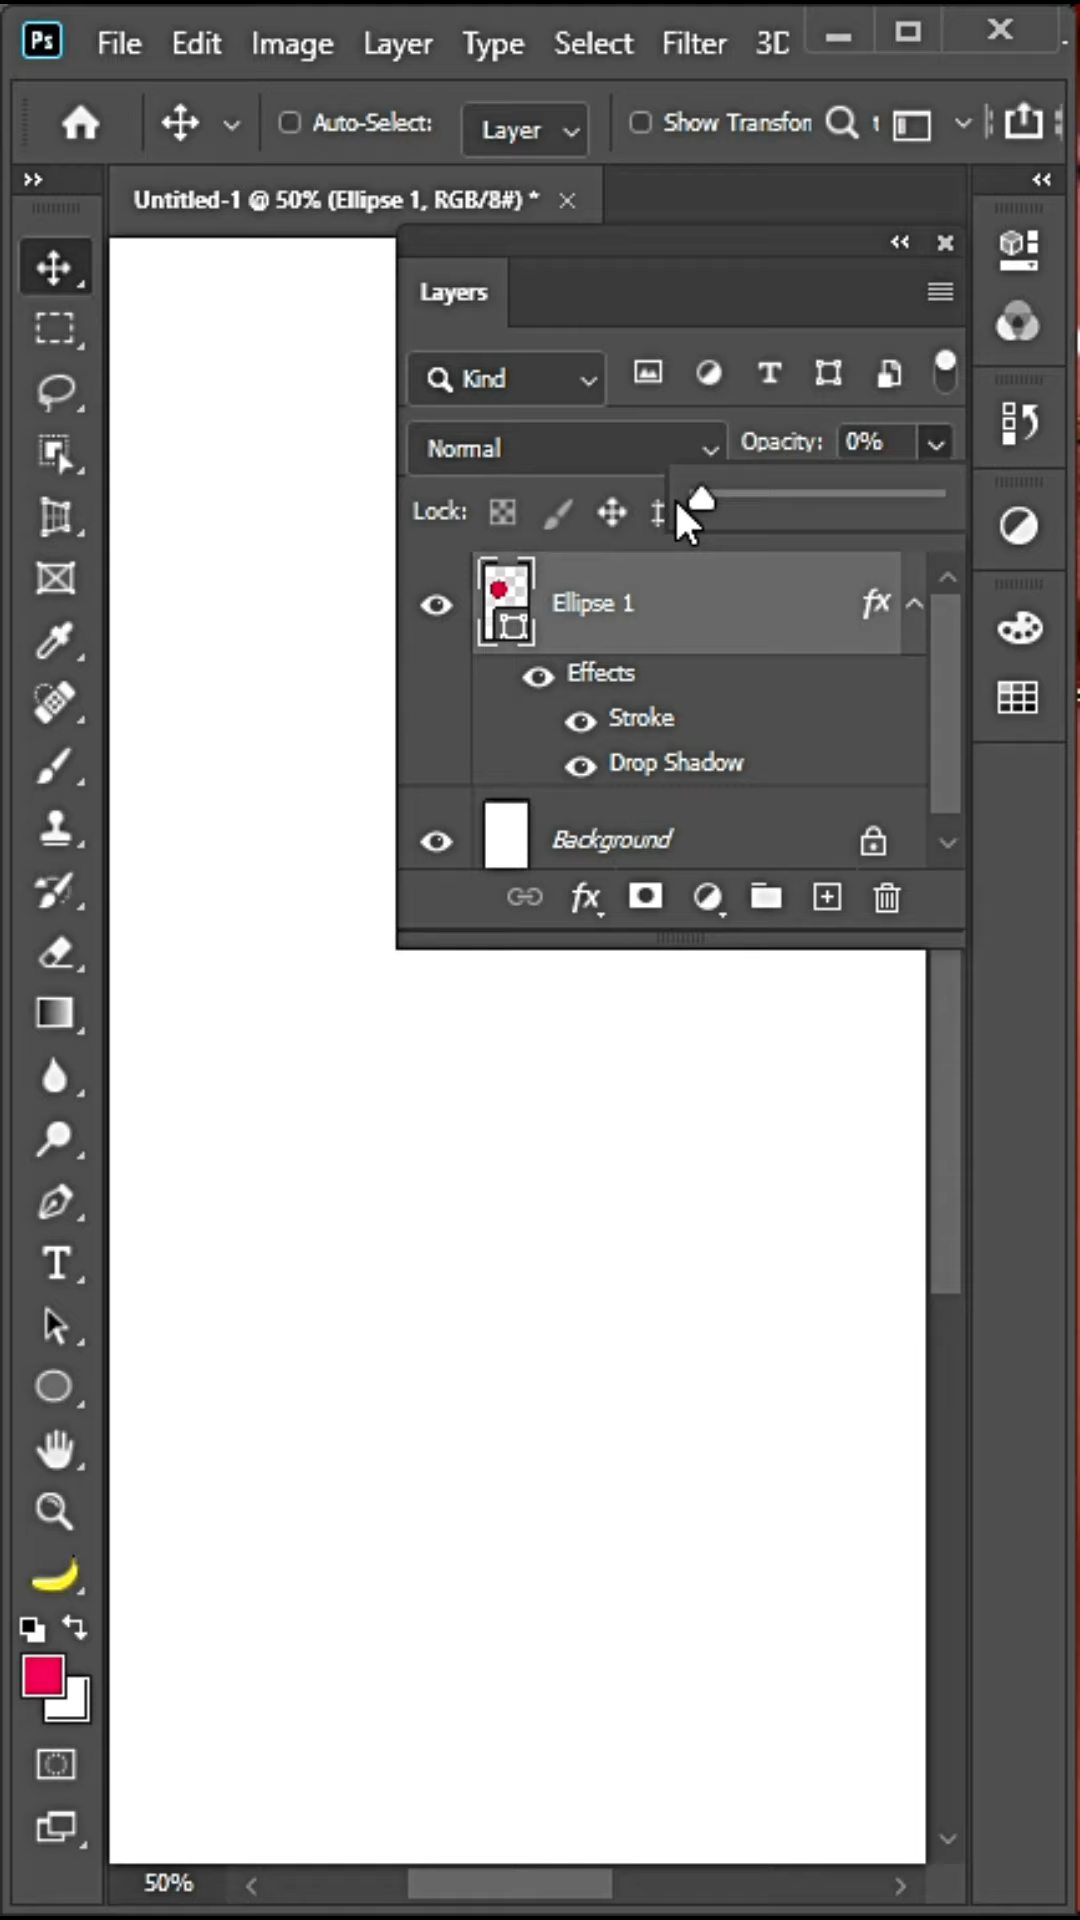 Ps File Edit Image Layer Type Select Filter 3D
Auto-Select: Layer Show Transfor
Untitled-1 @ 50% (Ellipse 1, RGB/8#) *
Layers
Kind
Normal Opacity: 0%
Lock:
Ellipse 1 fx
Effects
Stroke
Drop Shadow
Background
fx
50%